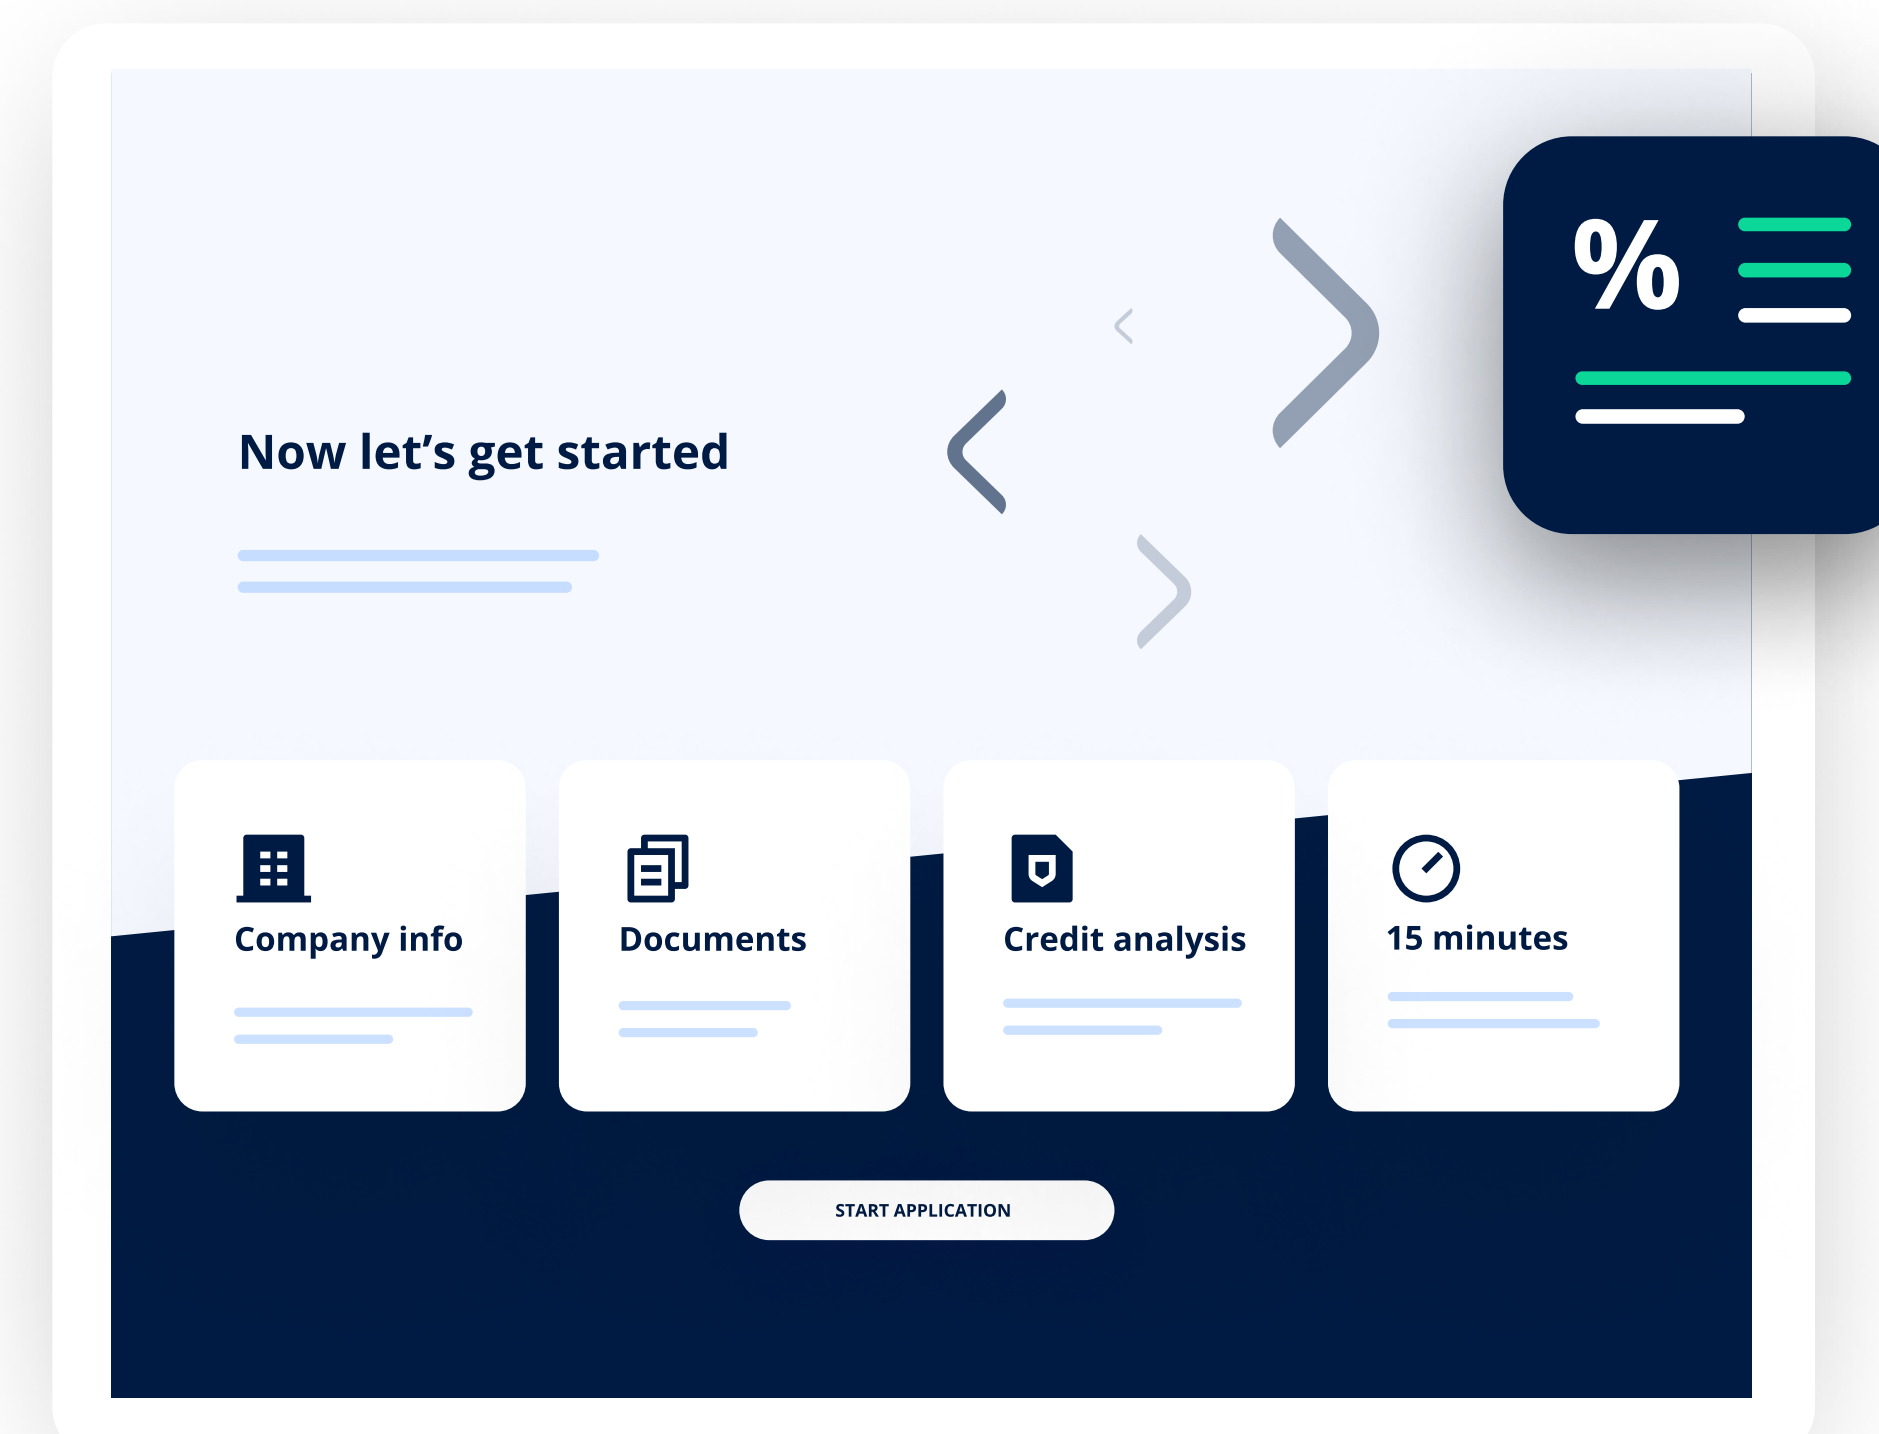 %
Now let’s get started
Company info
Documents
Credit analysis
15 minutes
START APPLICATION